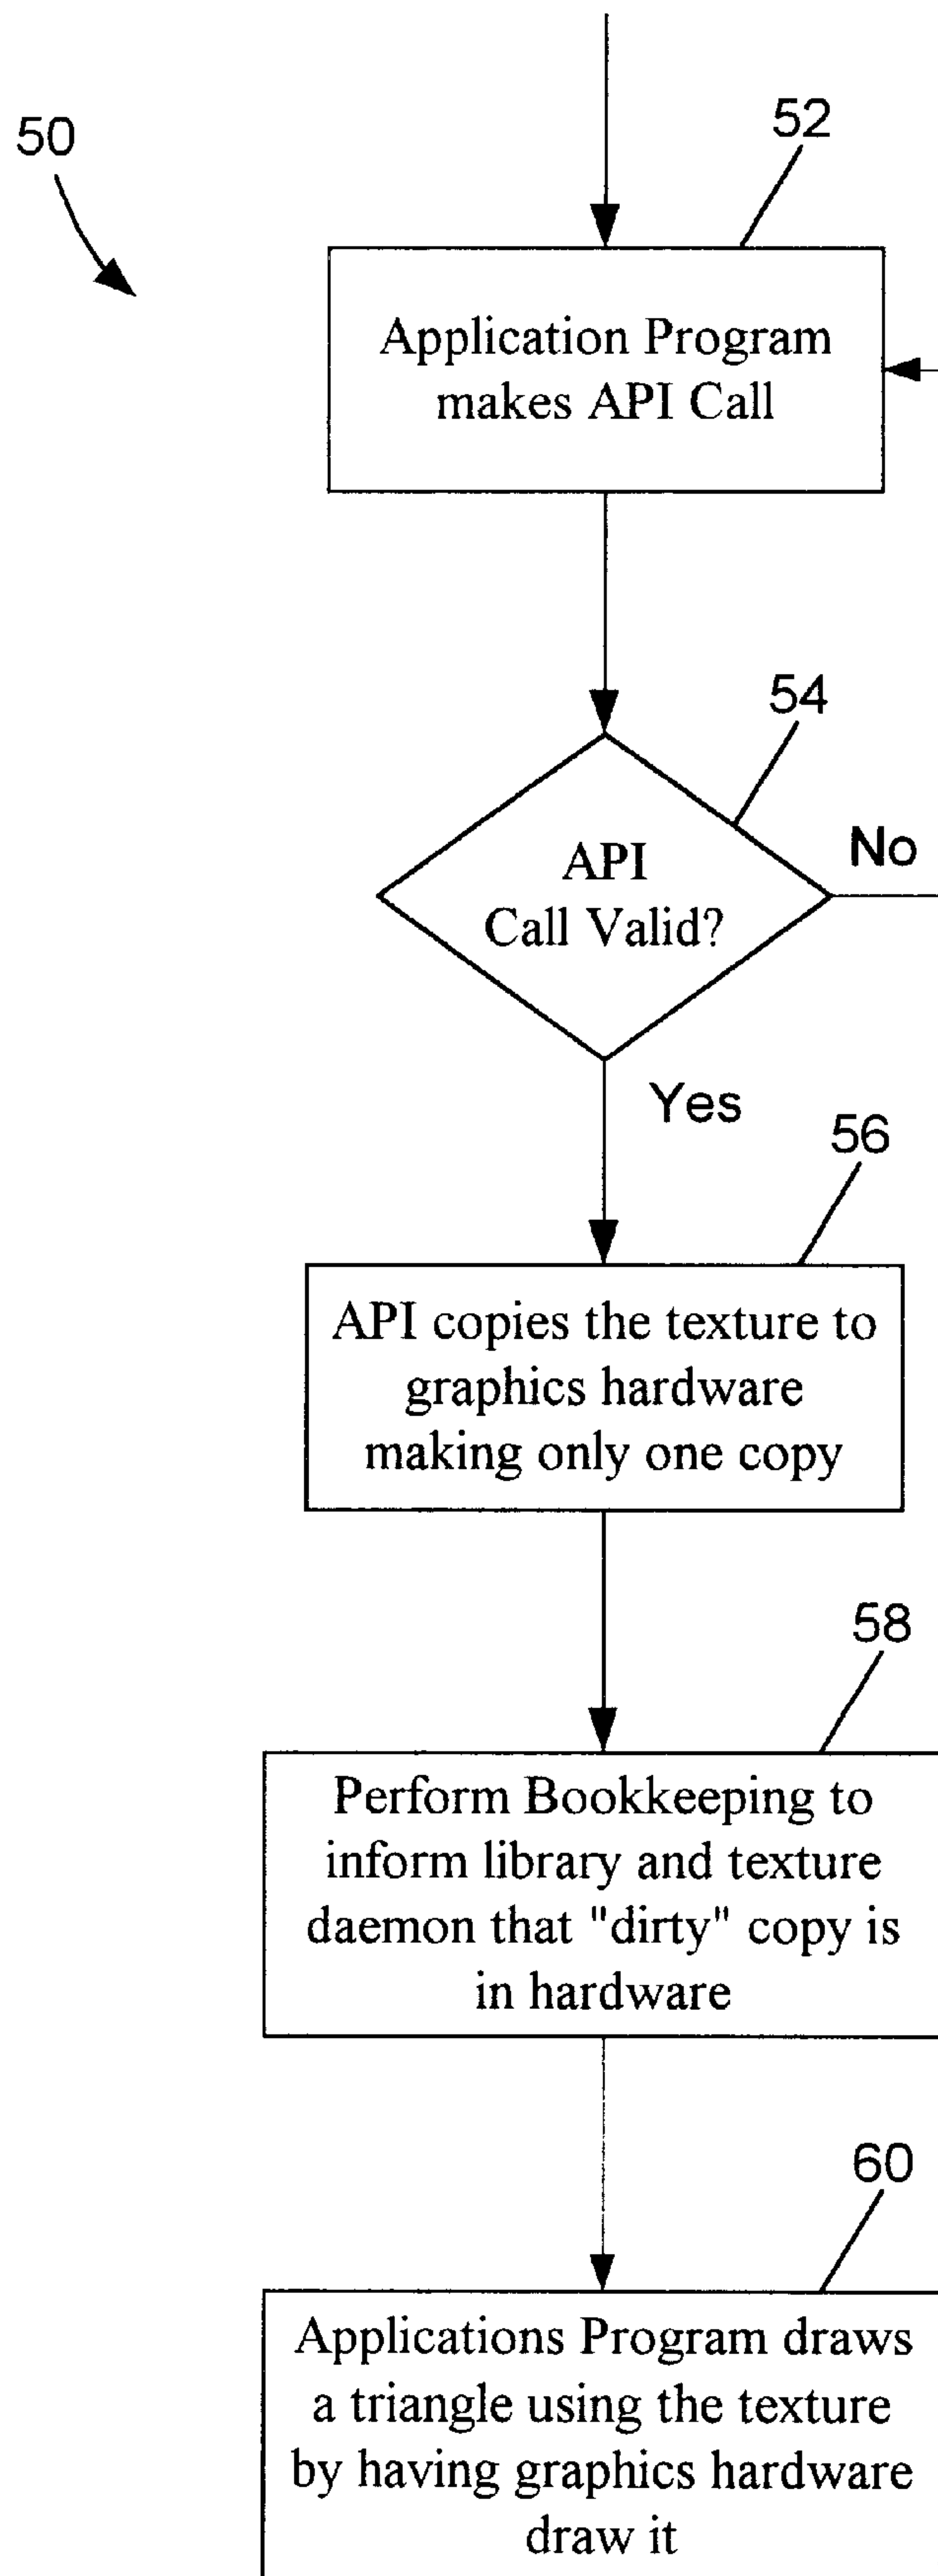 50
52
Application Program
makes API Call
54
API
Call Valid?
No
Yes
56
API copies the texture to
graphics hardware
making only one copy
58
Perform Bookkeeping to
inform library and texture
daemon that "dirty" copy is
in hardware
60
Applications Program draws
a triangle using the texture
by having graphics hardware
draw it